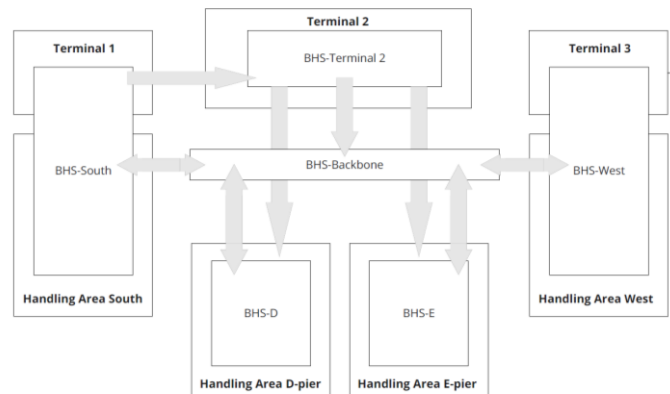 Terminal 1
Terminal 2
Terminal 3
BHS-Terminal 2
BHS-South
BHS-Backbone
BHS-West
Handling Area South
BHS-D
BHS-E
Handling Area West
Handling Area D-pier
Handling Area E-pier